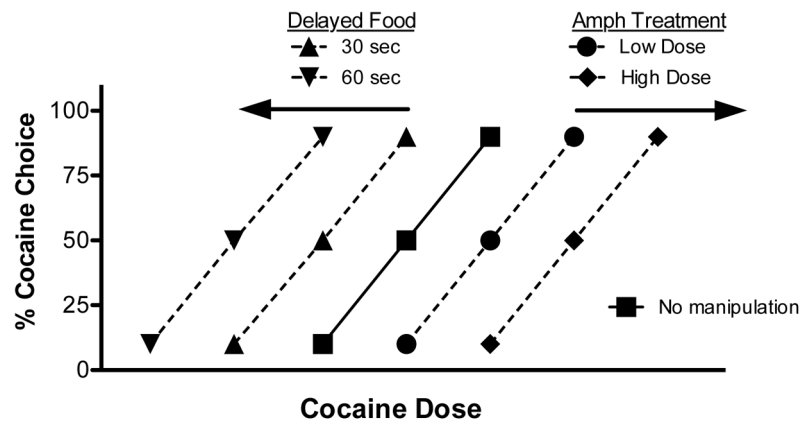 Delayed Food
30 sec
60 sec
Amph Treatment
Low Dose
High Dose
100
75
50
25
0
% Cocaine Choice
No manipulation
Cocaine Dose